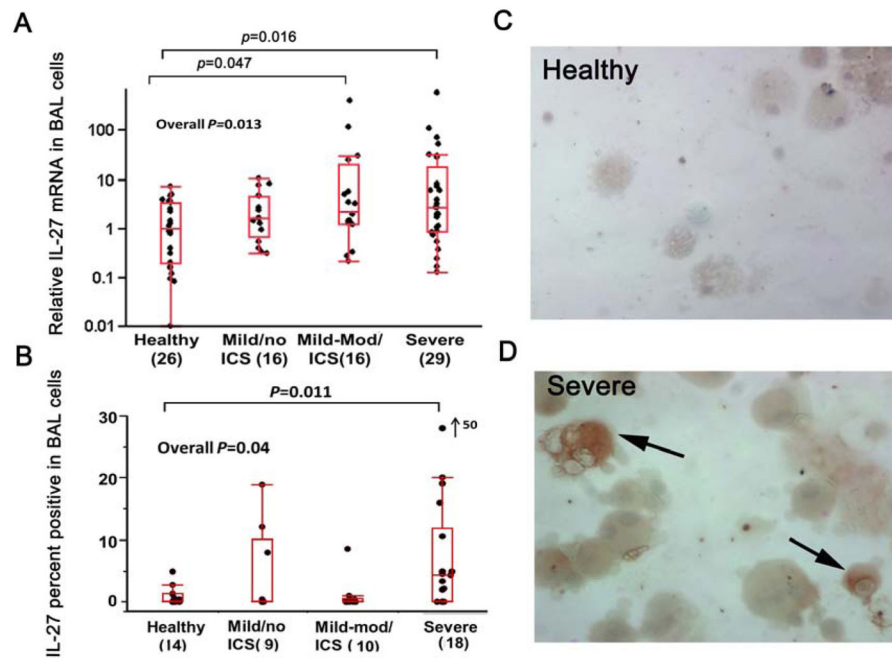 A
p=0.016
p=0.047
Overall P=0.013
Relative IL-27 mRNA in BAL cells
100
10
1
0.1
0.01
Healthy
(26)
Mild/no
ICS (16)
Mild-Mod/
ICS(16)
Severe
(29)
B
P=0.011
Overall P=0.04
50
IL-27 percent positive in BAL cells
30
20
10
0
Healthy
(14)
Mild/no
ICS( 9)
Mild-mod/
ICS ( 10)
Severe
( 18)
C
Healthy
D
Severe